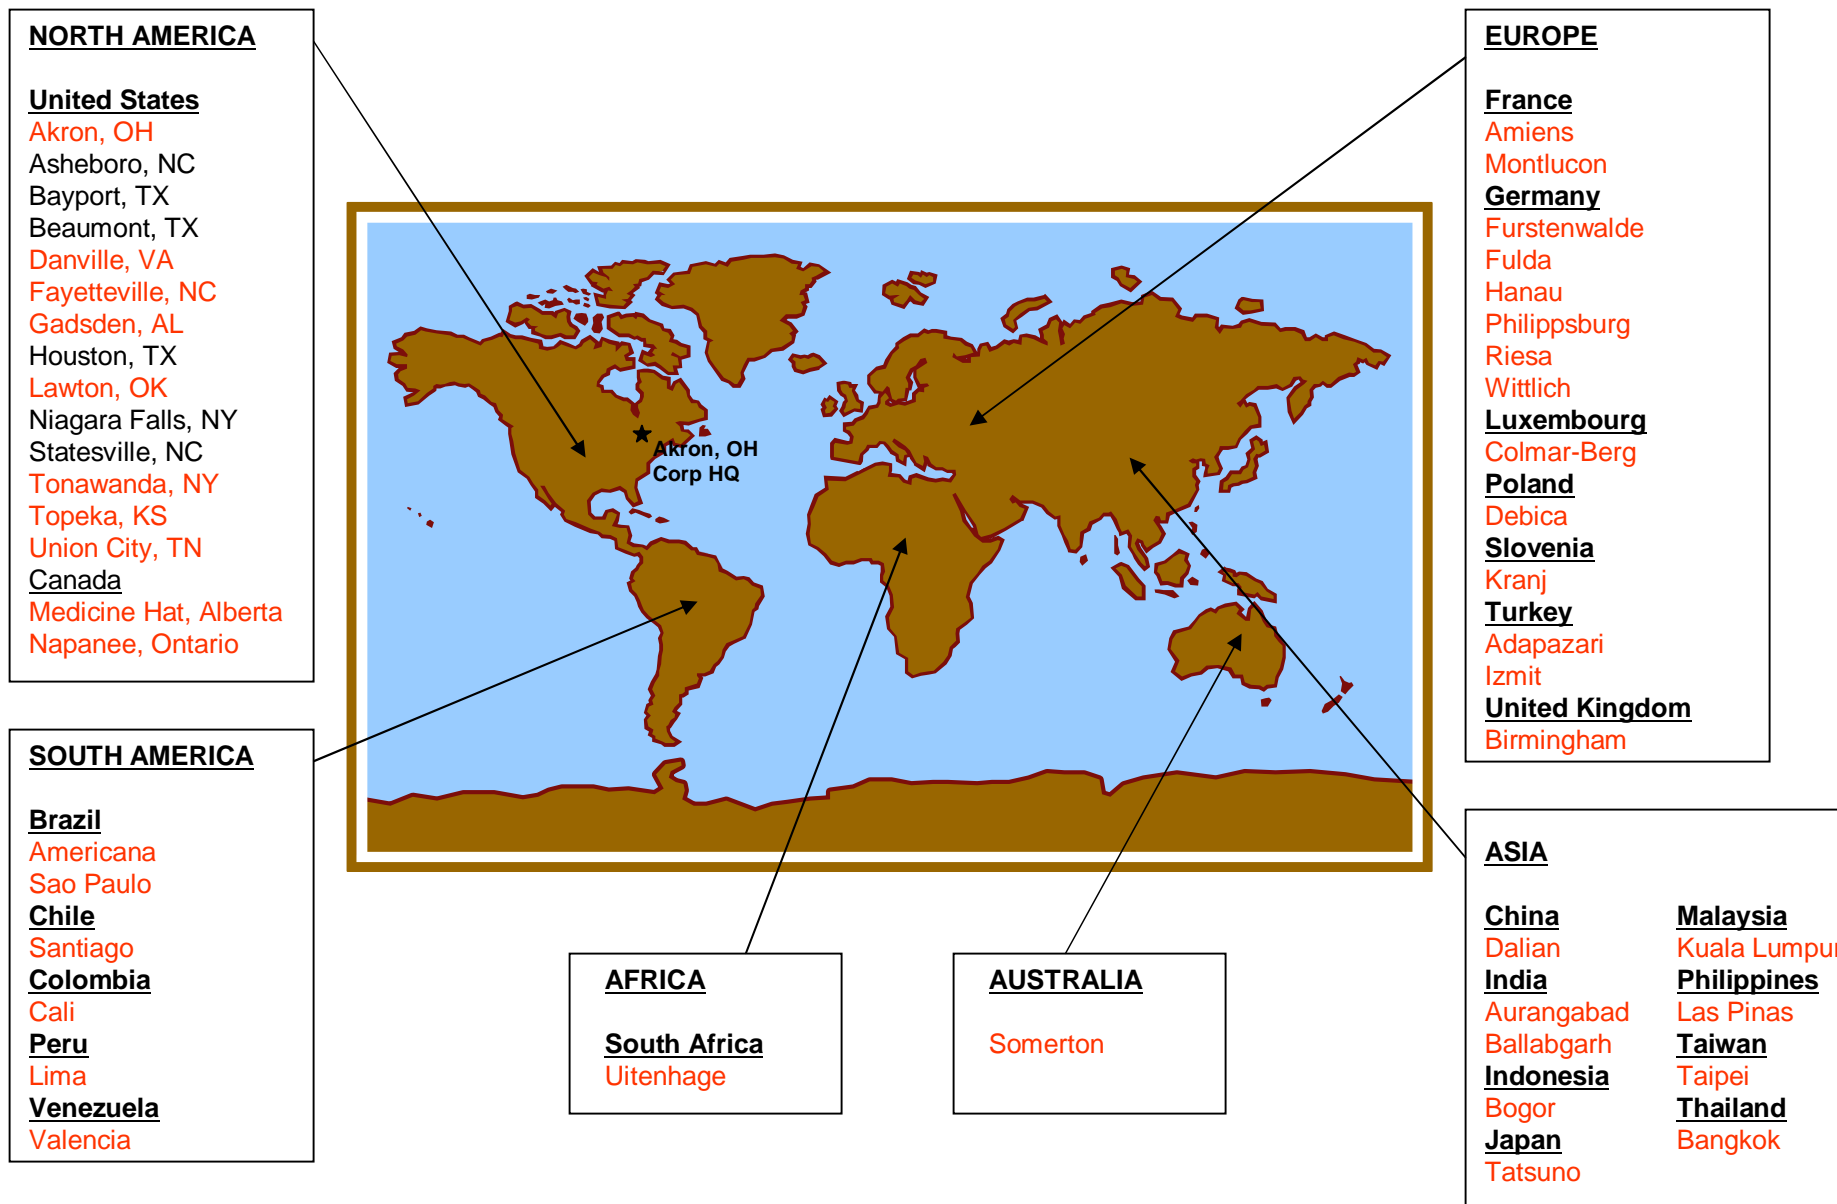 NORTH AMERICA
United States
Akron, OH
Asheboro, NC
Bayport, TX
Beaumont, TX
Danville, VA
Fayetteville, NC
Gadsden, AL
Houston, TX
Lawton, OK
Niagara Falls, NY
Statesville, NC
Tonawanda, NY
Topeka, KS
Union City, TN
Canada
Medicine Hat, Alberta
Napanee, Ontario
SOUTH AMERICA
Brazil
Americana
Sao Paulo
Chile
Santiago
Colombia
Cali
Peru
Lima
Venezuela
Valencia
Akron, OH
Corp HQ
AFRICA
South Africa
Uitenhage
AUSTRALIA
Somerton
EUROPE
France
Amiens
Montlucon
Germany
Furstenwalde
Fulda
Hanau
Philippsburg
Riesa
Wittlich
Luxembourg
Colmar-Berg
Poland
Debica
Slovenia
Kranj
Turkey
Adapazari
Izmit
United Kingdom
Birmingham
ASIA
China
Dalian
India
Aurangabad
Ballabgarh
Indonesia
Bogor
Japan
Tatsuno
Malaysia
Kuala Lumpur
Philippines
Las Pinas
Taiwan
Taipei
Thailand
Bangkok